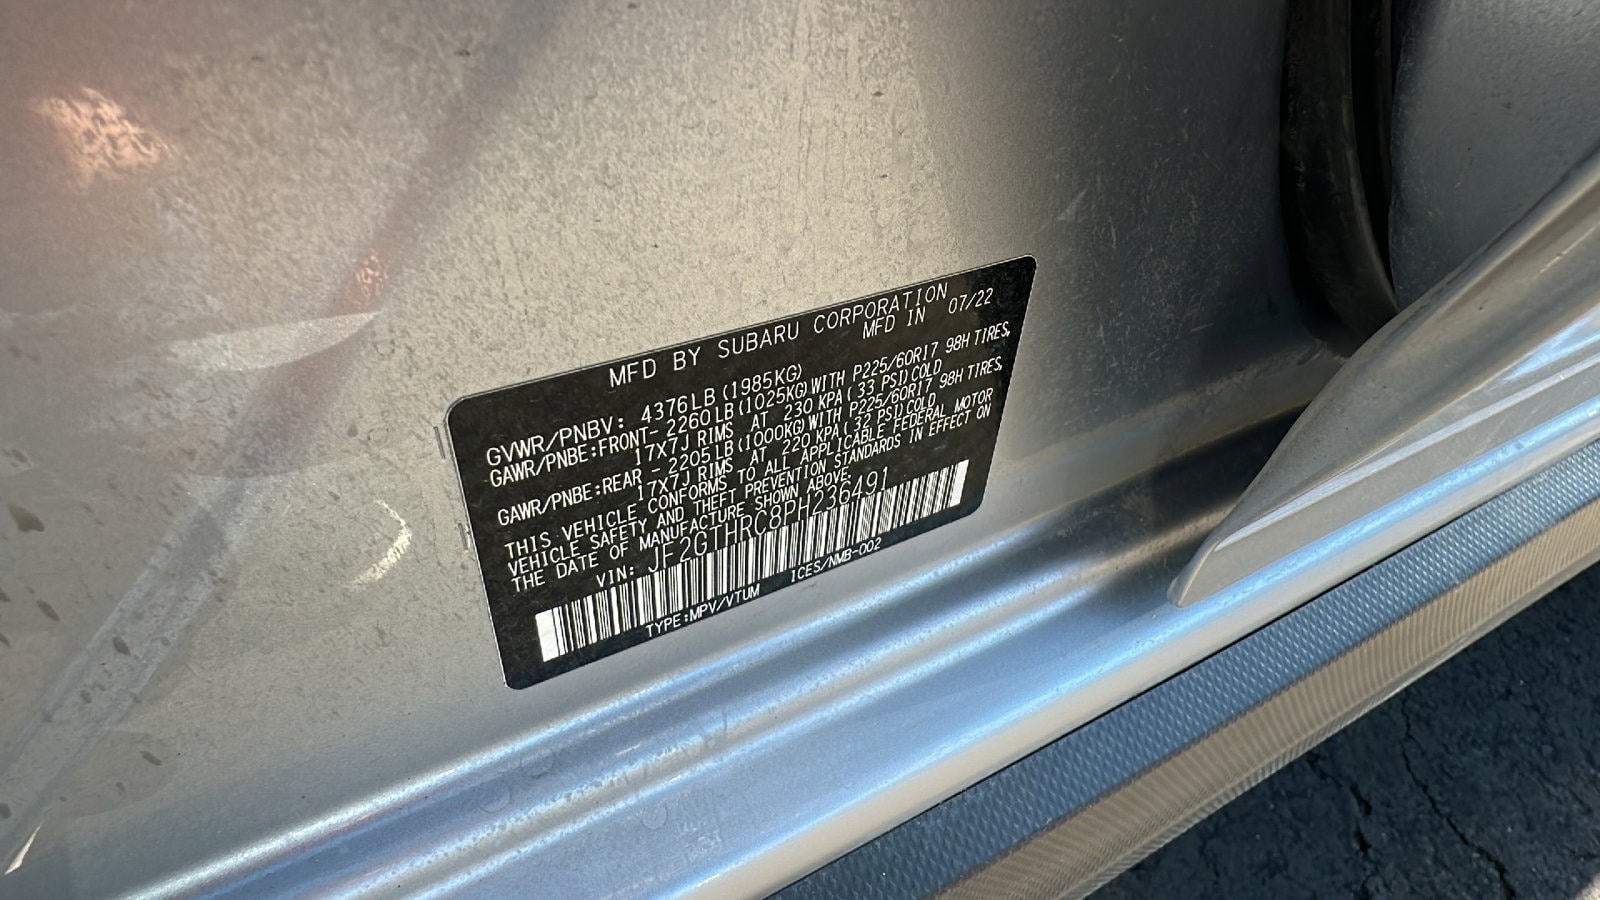 MFD BY SUBARU CORPORATION
MFD IN 07/22
GVWR/PNBV: 4376LB(1985KG)
GAWR/PNBE:FRONT- 2260LB(1025KG)WITH P225/60R17 98H TIRES,
17x7J RIMS AT 230 KPA(33 PSI)COLD
GAWR/PNBE:REAR - 2205LB(1000KG)WITH P225/60R17 98H TIRES,
17x7J RIMS AT 220 KPA(32 PSI)COLD
THIS VEHICLE CONFORMS TO ALL APPLICABLE FEDERAL MOTOR
VEHICLE SAFETY AND THEFT PREVENTION STANDARDS IN EFFECT ON
THE DATE OF MANUFACTURE SHOWN ABOVE.
VIN: JF2GTHRC8PH236491
TYPE:MPV/VTUM ICES/NMB-002